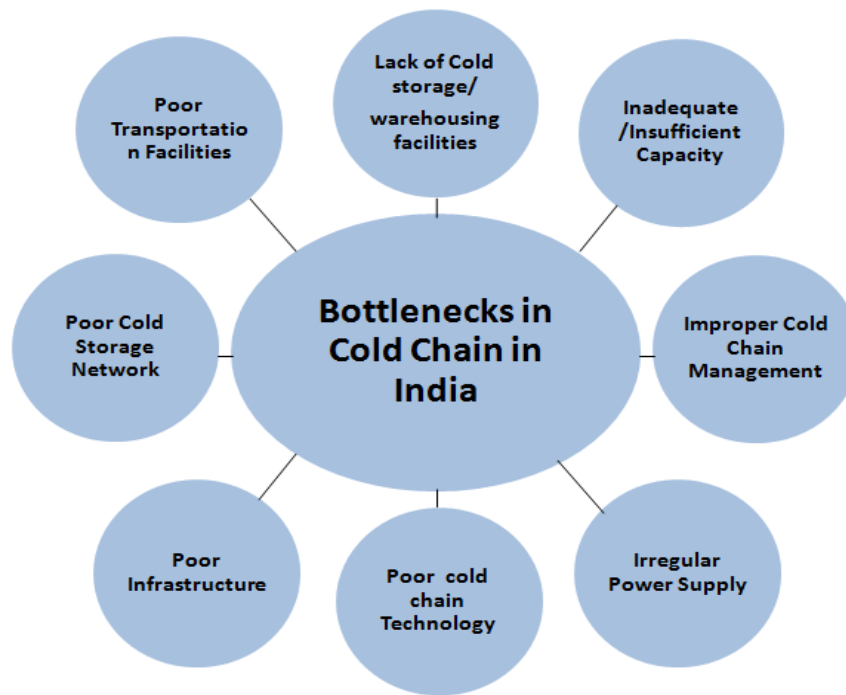 Lack of Cold
storage/
warehousing
facilities
Inadequate
/Insufficient
Capacity
Improper Cold
Chain
Management
Irregular
Power Supply
Poor cold
chain
Technology
Poor
Infrastructure
Poor Cold
Storage
Network
Poor
Transportatio
n Facilities
Bottlenecks in
Cold Chain in
India